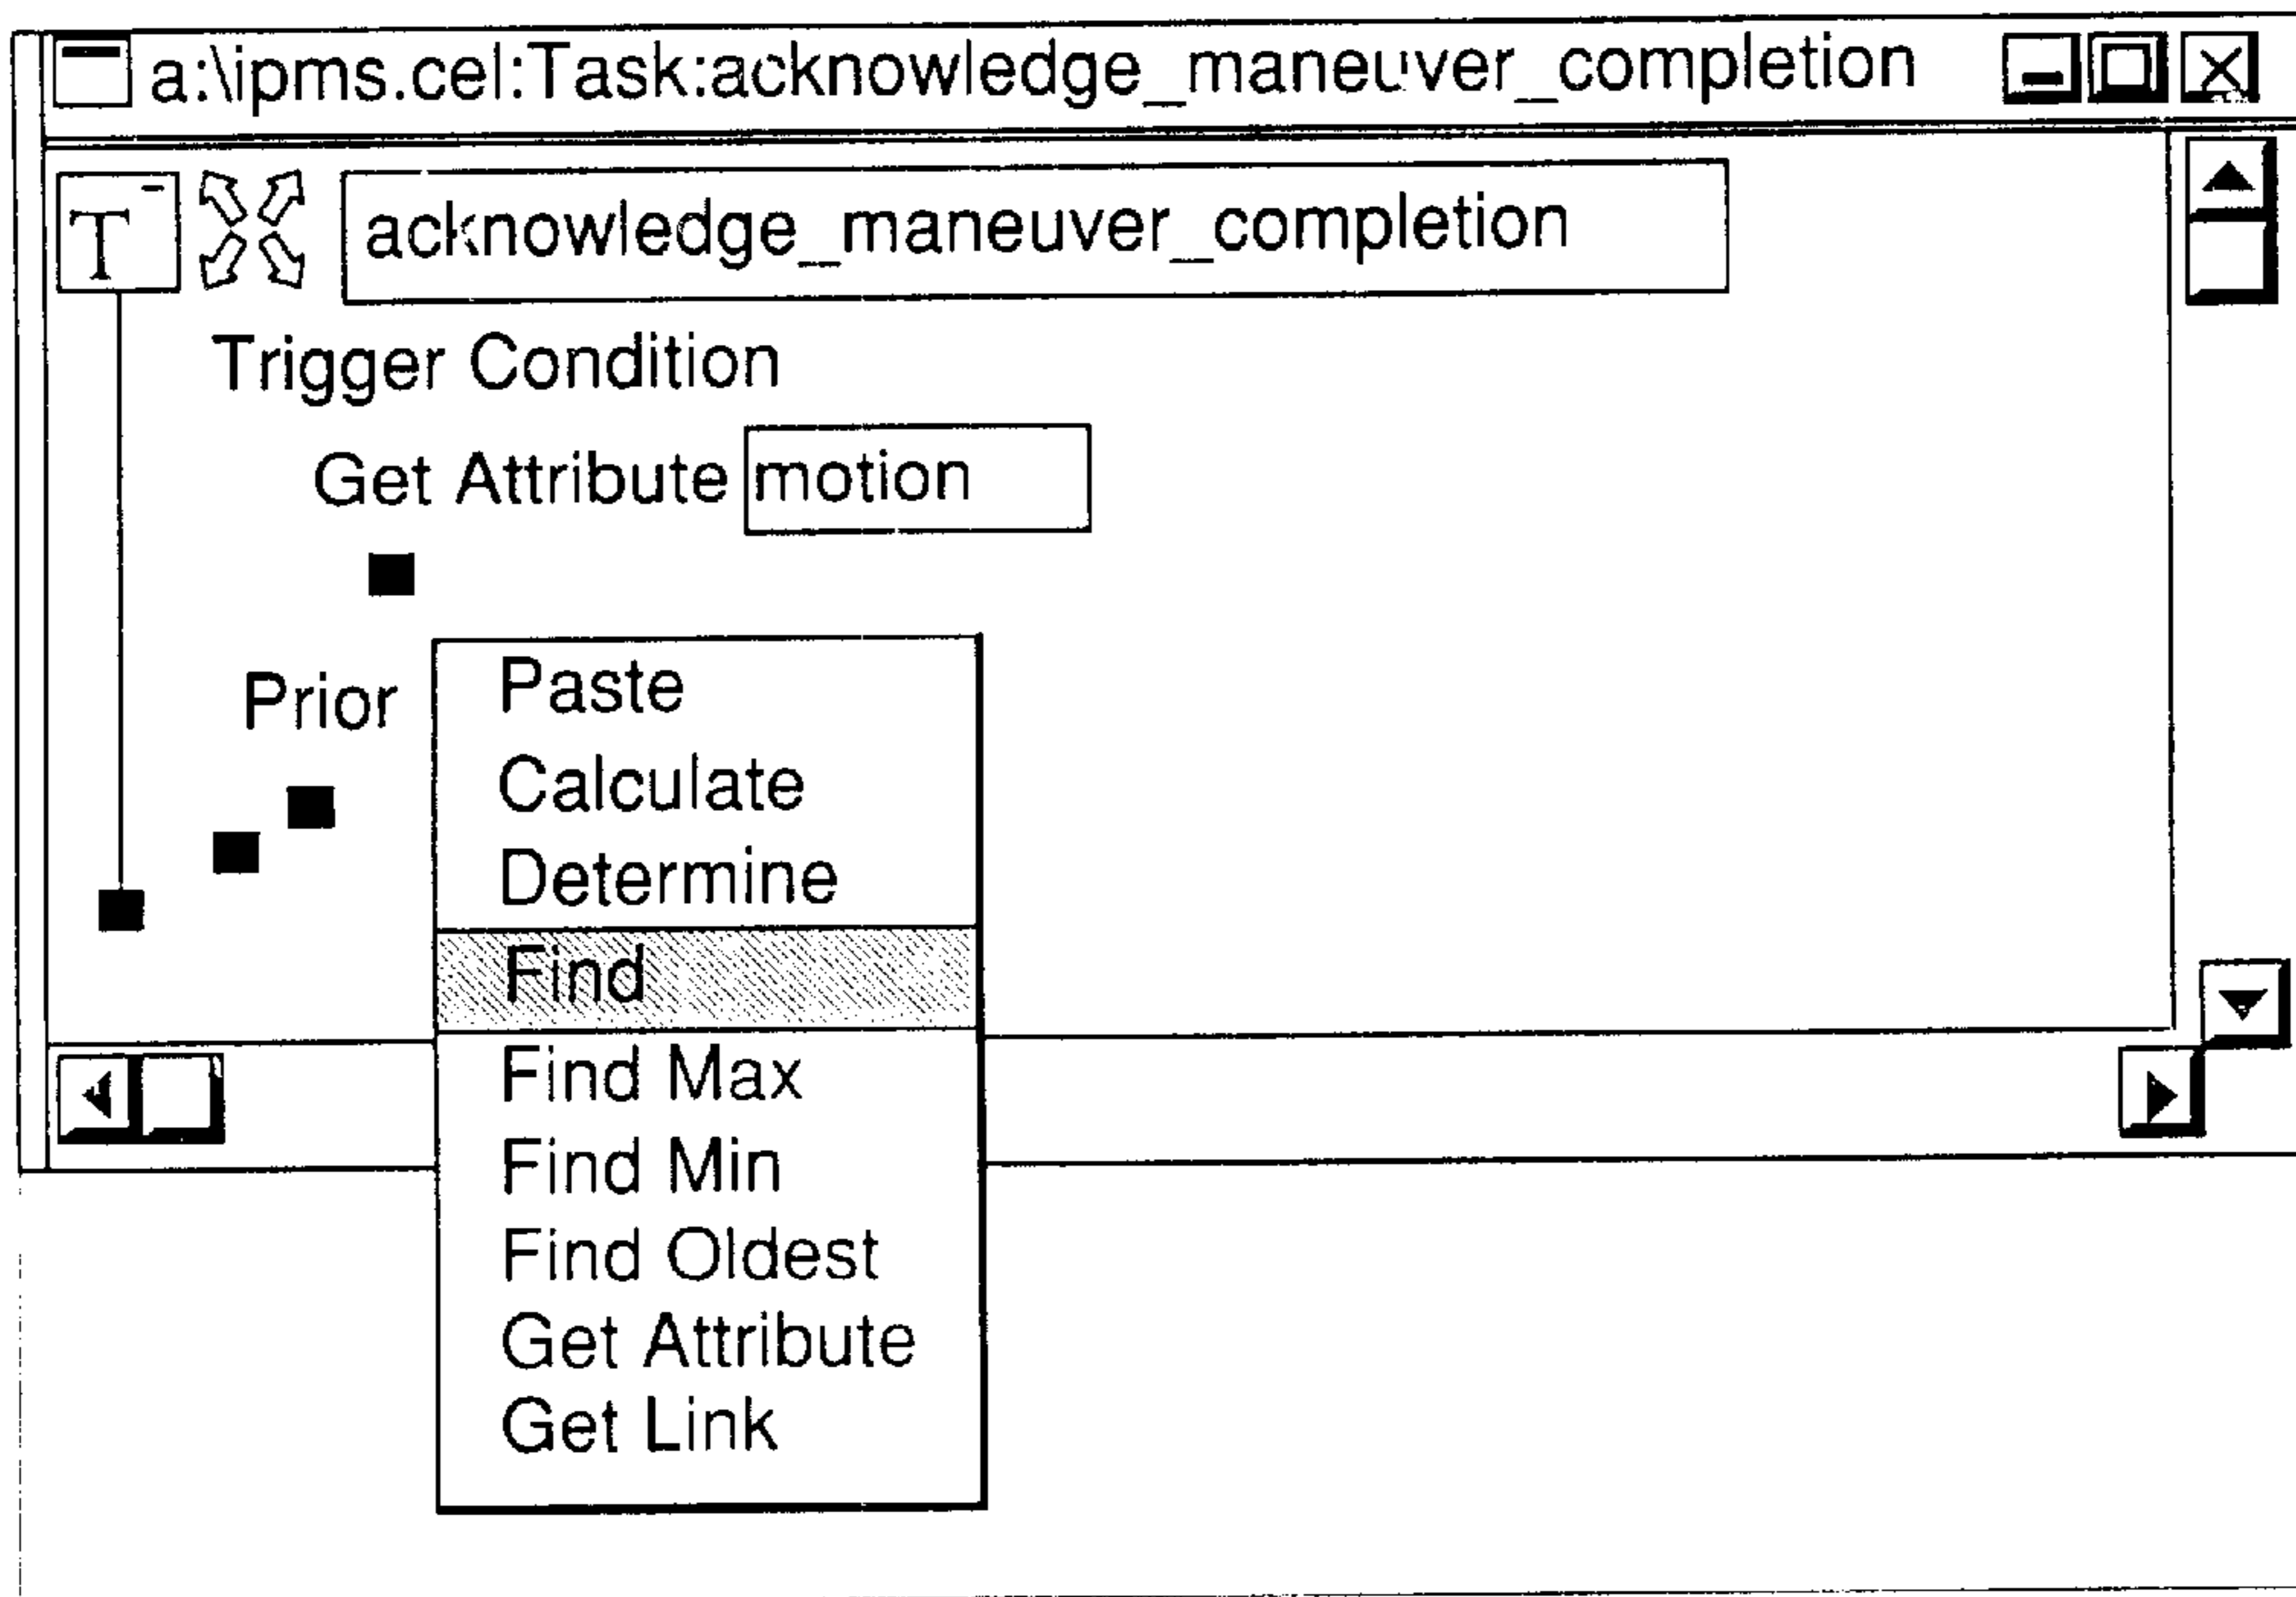 a:\ipms.cel:Task:acknowledge_maneuver_completion
T acknowledge_maneuver_completion
Trigger Condition
Get Attribute motion
Prior
Paste
Calculate
Determine
Find
Find Max
Find Min
Find Oldest
Get Attribute
Get Link